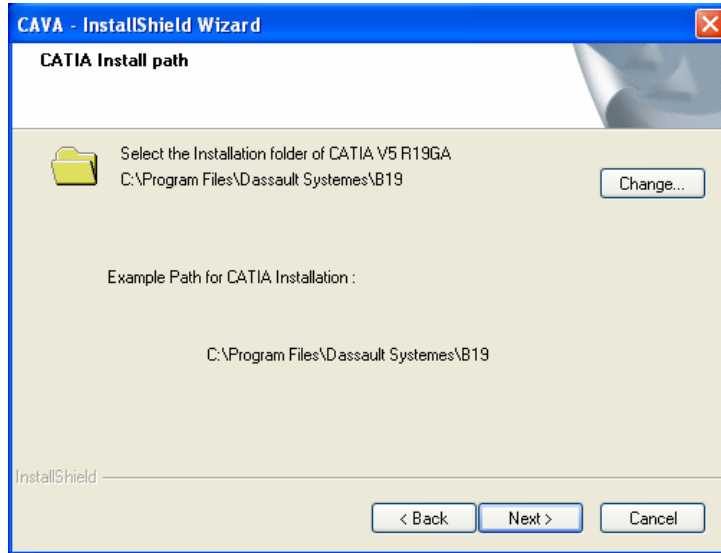 CAVA - InstallShield Wizard
CATIA Install path
Select the Installation folder of CATIA V5 R19GA
C:\Program Files\Dassault Systemes\B19
Change...
Example Path for CATIA Installation :
C:\Program Files\Dassault Systemes\B19
InstallShield
< Back Next > Cancel